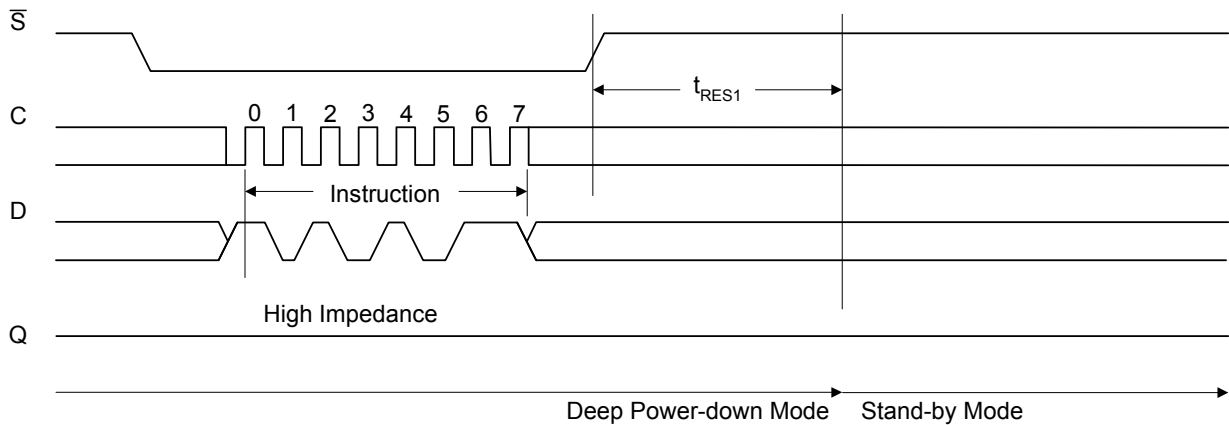 S̅
t_RES1
C
0 1 2 3 4 5 6 7
Instruction
D
High Impedance
Q
Deep Power-down Mode Stand-by Mode